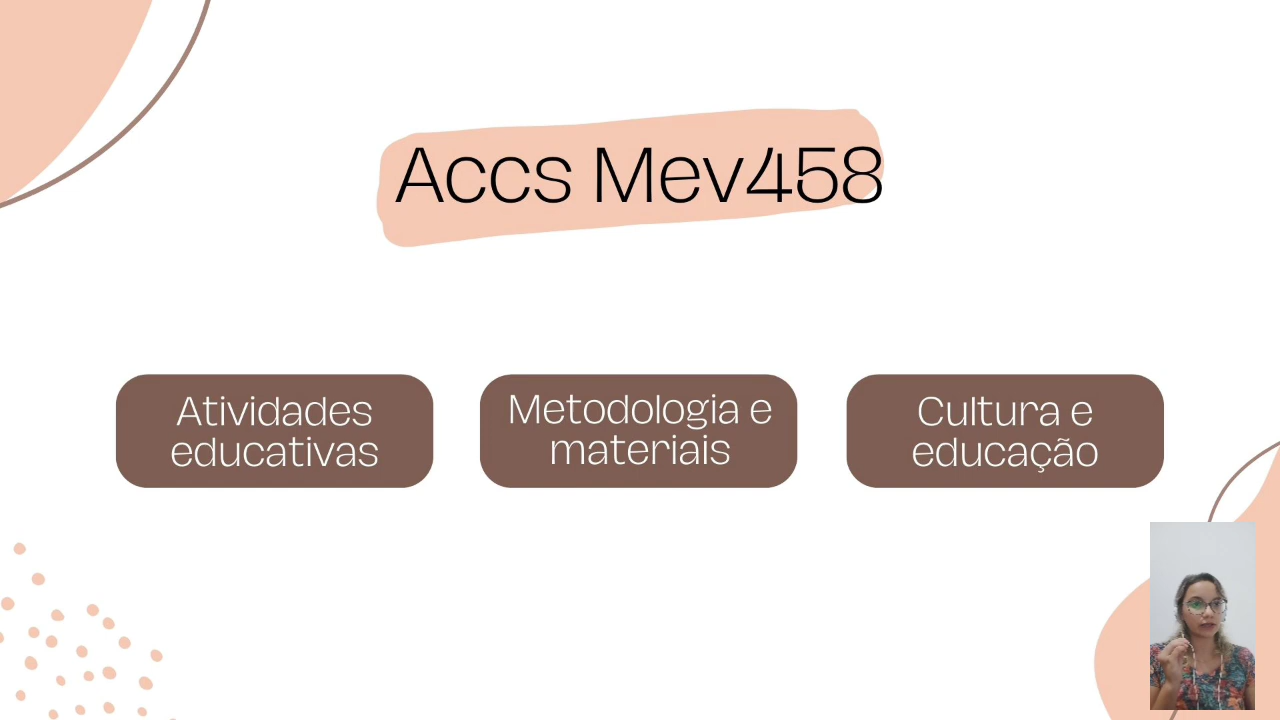 Accs Mev458
Atividades
educativas
Metodologia e
materiais
Cultura e
educação